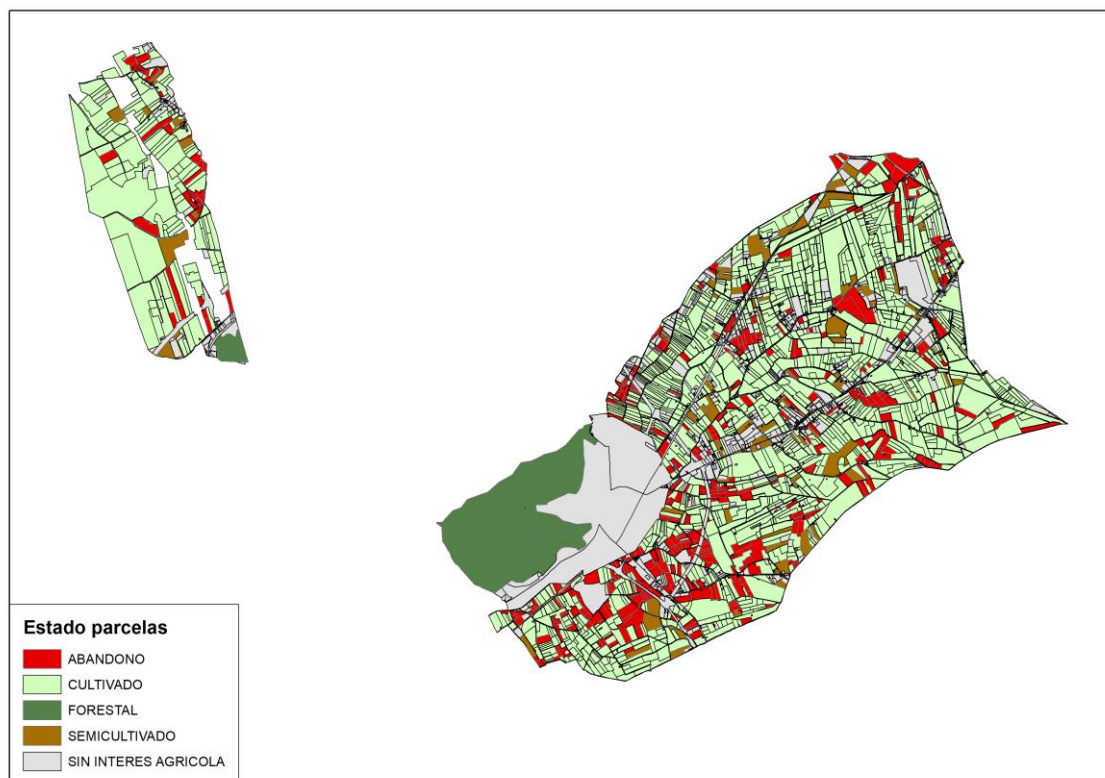 Estado parcelas
ABANDONO
CULTIVADO
FORESTAL
SEMICULTIVADO
SIN INTERES AGRICOLA